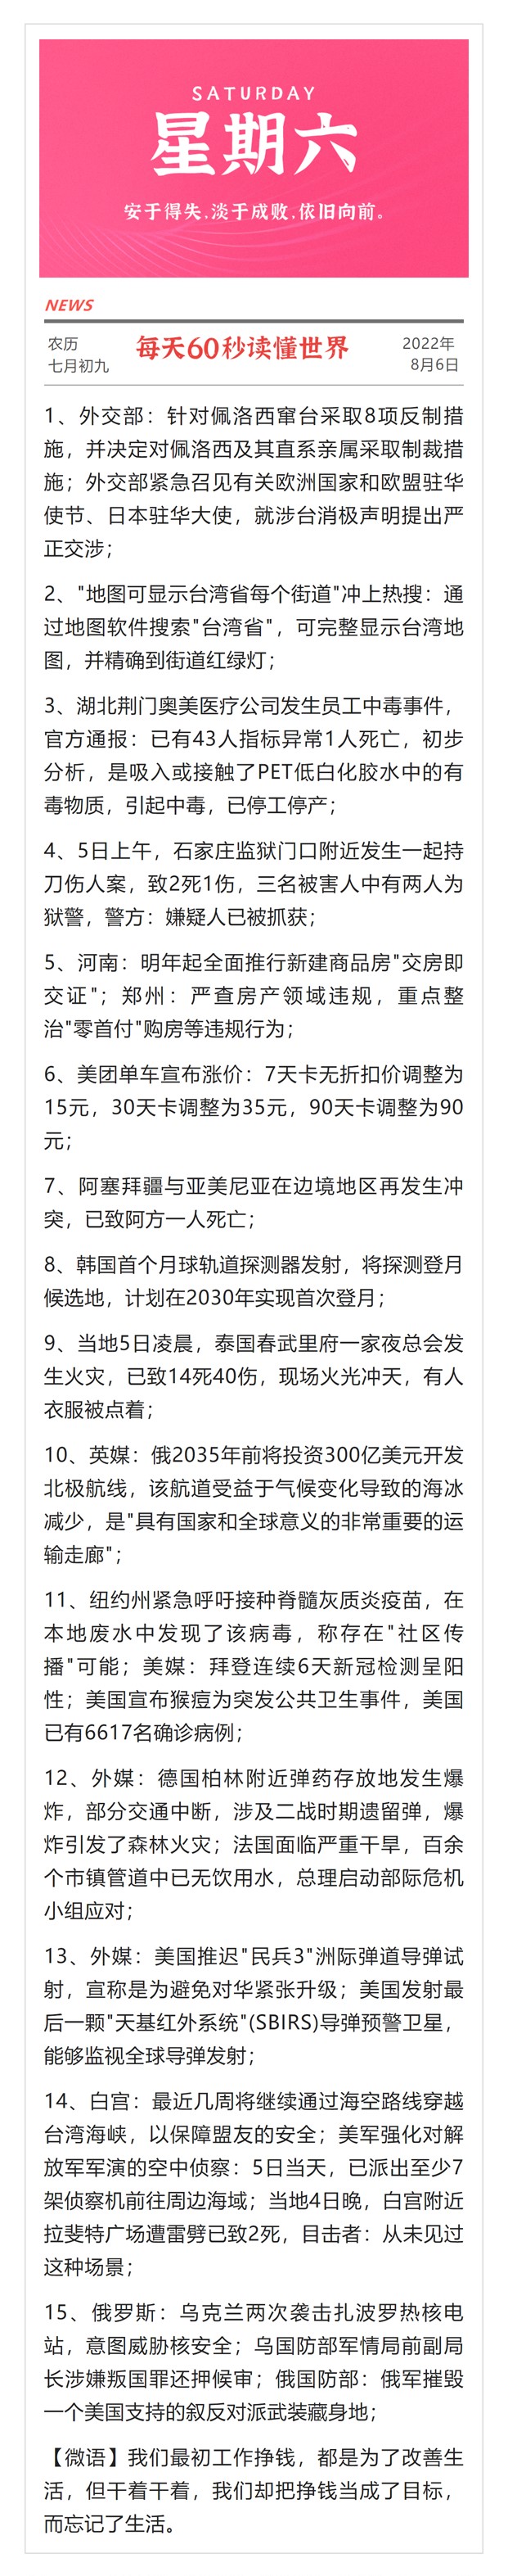 SATURDAY
星期六
安于得失.淡于成败.依旧向前。
NEWS
农历
七月初九
每天60秒读懂世界
2022年
8月6日
1、外交部：针对佩洛西窜台采取8项反制措
施，并决定对佩洛西及其直系亲属采取制裁措
施；外交部紧急召见有关欧洲国家和欧盟驻华
使节、日本驻华大使，就涉台消极声明提出严
正交涉；
2、"地图可显示台湾省每个街道"冲上热搜：通
过地图软件搜索"台湾省"，可完整显示台湾地
图，并精确到街道红绿灯；
3、湖北荆门奥美医疗公司发生员工中毒事件，
官方通报：已有43人指标异常1人死亡，初步
分析，是吸入或接触了PET低白化胶水中的有
毒物质，引起中毒，已停工停产；
4、5日上午，石家庄监狱门口附近发生一起持
刀伤人案，致2死1伤，三名被害人中有两人为
狱警，警方：嫌疑人已被抓获；
5、河南：明年起全面推行新建商品房"交房即
交证"；郑州：严查房产领域违规，重点整
治"零首付"购房等违规行为；
6、美团单车宣布涨价：7天卡无折扣价调整为
15元，30天卡调整为35元，90天卡调整为90
元；
7、阿塞拜疆与亚美尼亚在边境地区再发生冲
突，已致阿方一人死亡；
8、韩国首个月球轨道探测器发射，将探测登月
候选地，计划在2030年实现首次登月；
9、当地5日凌晨，泰国春武里府一家夜总会发
生火灾，已致14死40伤，现场火光冲天，有人
衣服被点着；
10、英媒：俄2035年前将投资300亿美元开发
北极航线，该航道受益于气候变化导致的海冰
减少，是"具有国家和全球意义的非常重要的运
输走廊"；
11、纽约州紧急呼吁接种脊髓灰质炎疫苗，在
本地废水中发现了该病毒，称存在"社区传
播"可能；美媒：拜登连续6天新冠检测呈阳
性；美国宣布猴痘为突发公共卫生事件，美国
已有6617名确诊病例；
12、外媒：德国柏林附近弹药存放地发生爆
炸，部分交通中断，涉及二战时期遗留弹，爆
炸引发了森林火灾；法国面临严重干旱，百余
个市镇管道中已无饮用水，总理启动部际危机
小组应对；
13、外媒：美国推迟"民兵3"洲际弹道导弹试
射，宣称是为避免对华紧张升级；美国发射最
后一颗"天基红外系统"(SBIRS)导弹预警卫星，
能够监视全球导弹发射；
14、白宫：最近几周将继续通过海空路线穿越
台湾海峡，以保障盟友的安全；美军强化对解
放军军演的空中侦察：5日当天，已派出至少7
架侦察机前往周边海域；当地4日晚，白宫附近
拉斐特广场遭雷劈已致2死，目击者：从未见过
这种场景；
15、俄罗斯：乌克兰两次袭击扎波罗热核电
站，意图威胁核安全；乌国防部军情局前副局
长涉嫌叛国罪还押候审；俄国防部：俄军摧毁
一个美国支持的叙反对派武装藏身地；
【微语】我们最初工作挣钱，都是为了改善生
活，但干着干着，我们却把挣钱当成了目标，
而忘记了生活。